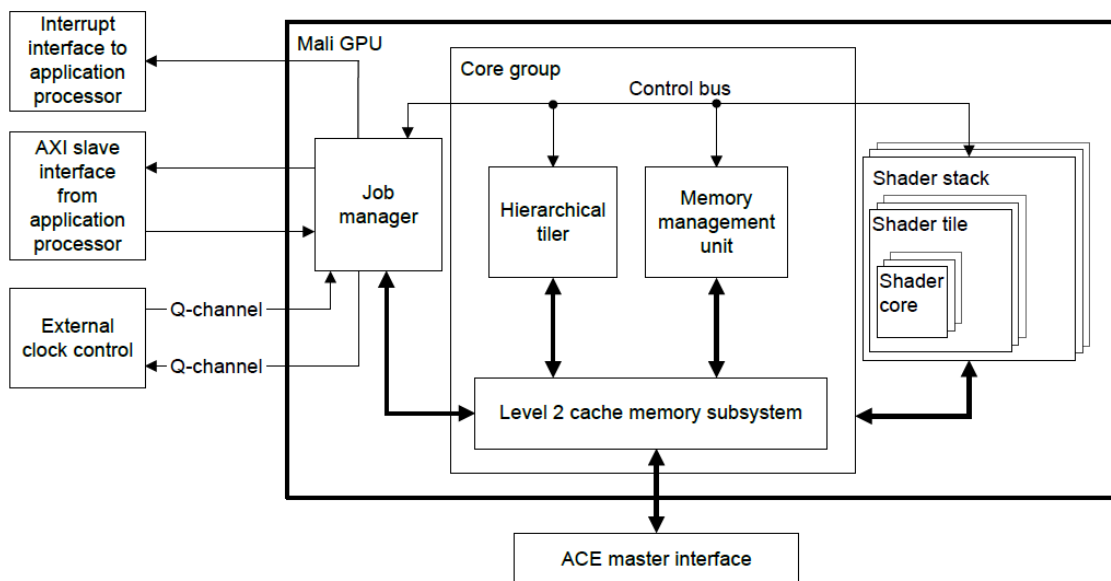 Interrupt
interface to
application
processor
Mali GPU
Core group
Control bus
AXI slave
interface
from
application
processor
Job
manager
Hierarchical
tiler
Memory
management
unit
Shader stack
Shader tile
Shader
core
External
clock control
Q-channel
Q-channel
Level 2 cache memory subsystem
ACE master interface